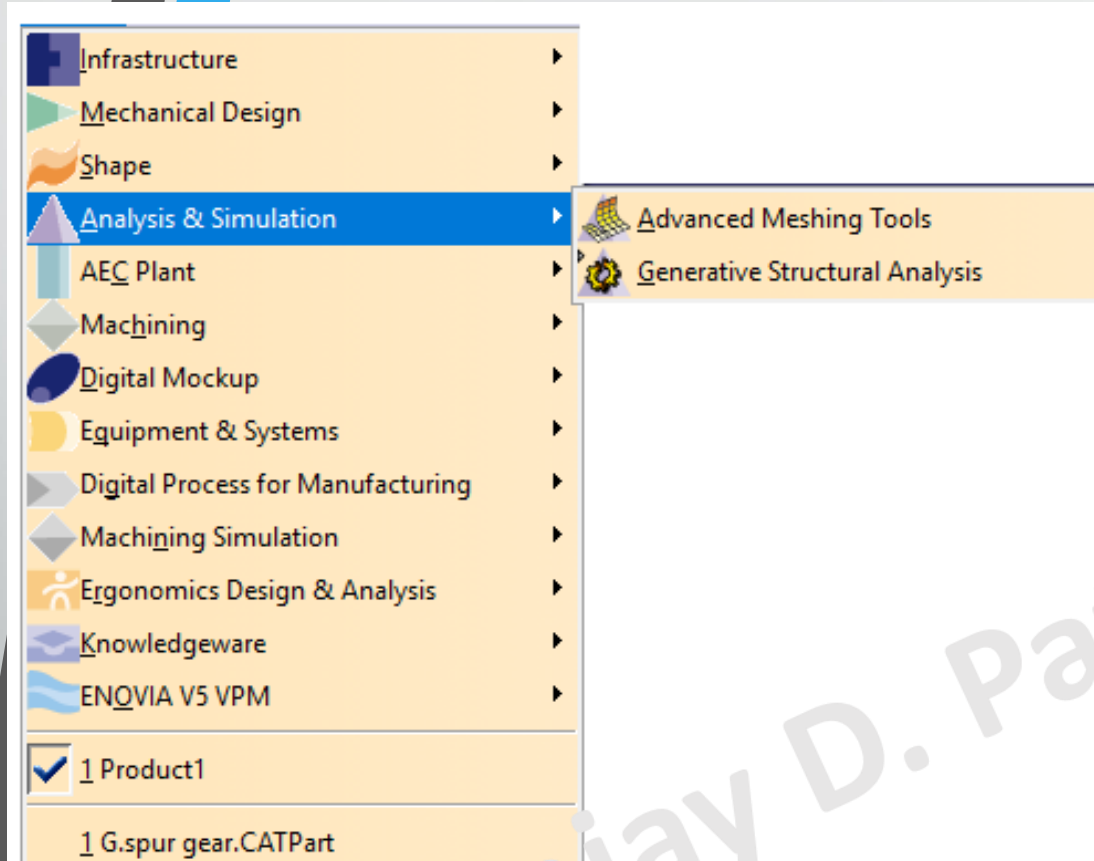 Infrastructure
Mechanical Design
Shape
Analysis & Simulation
Advanced Meshing Tools
AEC Plant
Generative Structural Analysis
Machining
Digital Mockup
Equipment & Systems
Digital Process for Manufacturing
Machining Simulation
Ergonomics Design & Analysis
Knowledgeware
ENOVIA V5 VPM
1 Product1
1 G.spur gear.CATPart
D.